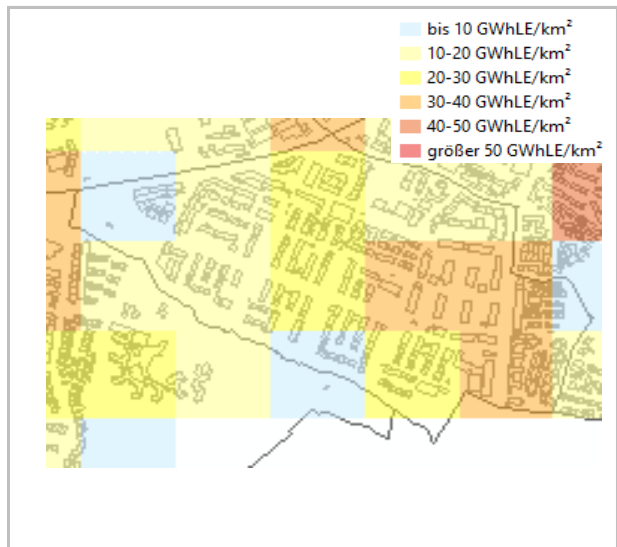 bis 10 GWhLE/km²
10-20 GWhLE/km²
20-30 GWhLE/km²
30-40 GWhLE/km²
40-50 GWhLE/km²
größer 50 GWhLE/km²